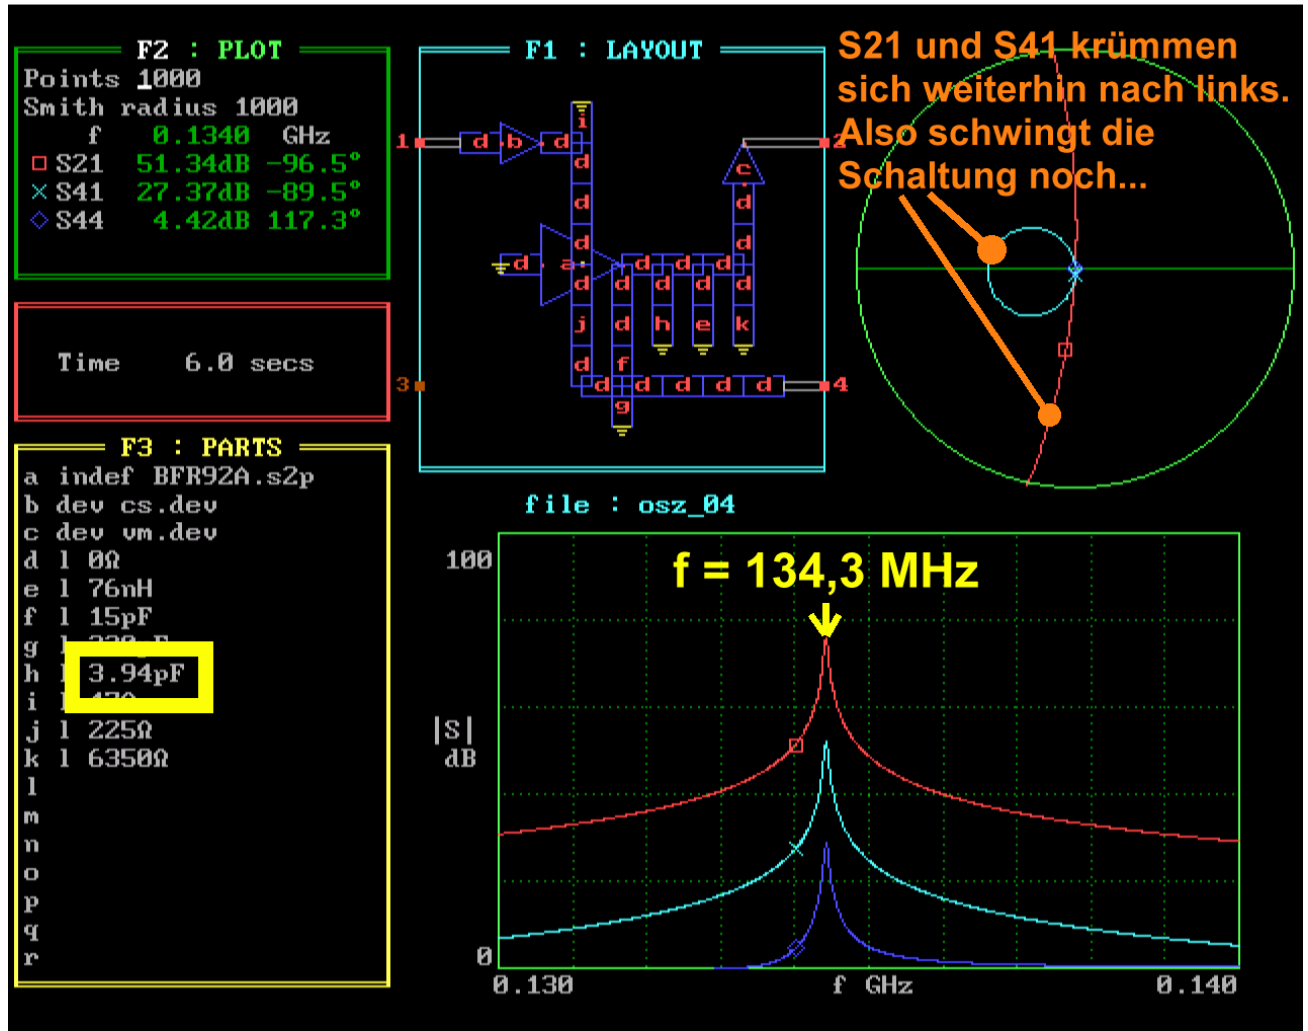 F2 : PLOT
Points 1000
Smith radius 1000
f 0.1340 GHz
S21 51.34dB -96.5°
S41 27.37dB -89.5°
S44 4.42dB 117.3°
Time 6.0 secs
F3 : PARTS
a indef BFR92A.s2p
b dev cs.dev
c dev vm.dev
d l 0Ω
e l 76nH
f l 15pF
g
h 3.94pF
i
j l 225Ω
k l 6350Ω
l
m
n
o
p
q
r
F1 : LAYOUT
i
1 d b d 2
d c
d d
d d
d a d d d
d d d d d
j d h e k
d f
3 d d d d d 4
g
S21 und S41 krümmen
sich weiterhin nach links.
Also schwingt die
Schaltung noch...
file : osz_04
100
f = 134,3 MHz
|S|
dB
0
0.130 f GHz 0.140